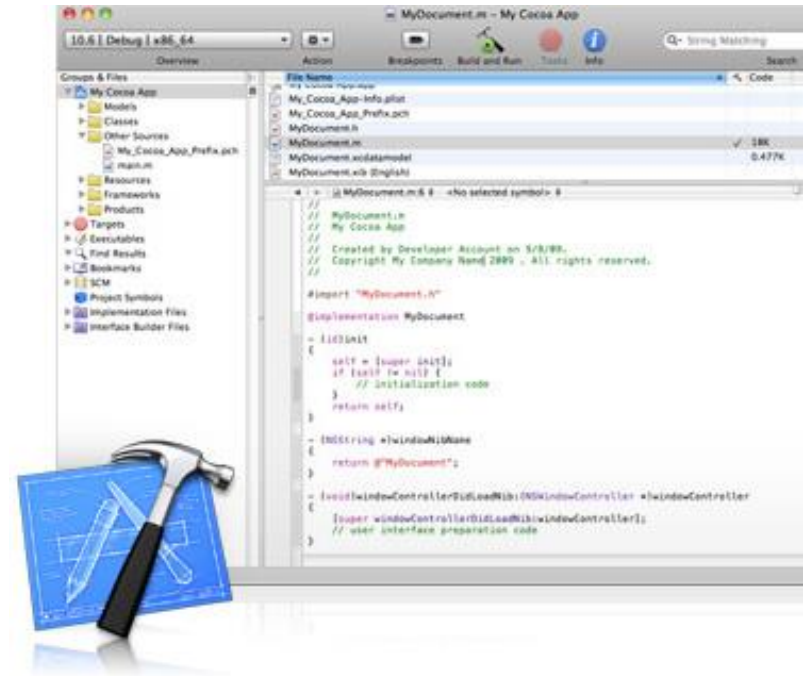 MyDocument.m - My Cocoa App
10.6 | Debug | x86_64
String Matching
Overview
Action
Breakpoints
Build and Run
Tasks
Info
Search
Groups & Files
File Name
Code
My Cocoa App
Models
Classes
Other Sources
My_Cocoa_App_Prefix.pch
main.m
Resources
Frameworks
Products
Targets
Executables
Find Results
Bookmarks
SCM
Project Symbols
Implementation Files
Interface Builder Files
My Cocoa App.app
My_Cocoa_App-Info.plist
My_Cocoa_App_Prefix.pch
MyDocument.h
MyDocument.m 18K
MyDocument.xcdatamodel 0.477K
MyDocument.xib (English)
MyDocument.m:6 <No selected symbol>
//
// MyDocument.m
// My Cocoa App
//
// Created by Developer Account on 9/8/09.
// Copyright My Company Name 2009 . All rights reserved.
//
#import "MyDocument.h"
@implementation MyDocument
- (id)init
{
self = [super init];
if (self != nil) {
// initialization code
}
return self;
}
- (NSString *)windowNibName
{
return @"MyDocument";
}
- (void)windowControllerDidLoadNib:(NSWindowController *)windowController
{
[super windowControllerDidLoadNib:windowController];
// user interface preparation code
}